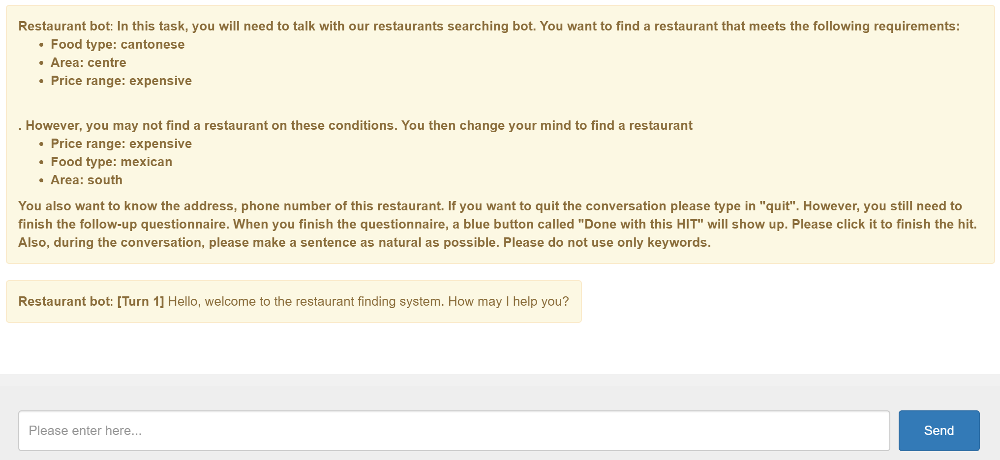 Restaurant bot: In this task, you will need to talk with our restaurants searching bot. You want to find a restaurant that meets the following requirements:
• Food type: cantonese
• Area: centre
• Price range: expensive
. However, you may not find a restaurant on these conditions. You then change your mind to find a restaurant
• Price range: expensive
• Food type: mexican
• Area: south
You also want to know the address, phone number of this restaurant. If you want to quit the conversation please type in "quit". However, you still need to
finish the follow-up questionnaire. When you finish the questionnaire, a blue button called "Done with this HIT" will show up. Please click it to finish the hit.
Also, during the conversation, please make a sentence as natural as possible. Please do not use only keywords.
Restaurant bot: [Turn 1] Hello, welcome to the restaurant finding system. How may I help you?
Please enter here...
Send